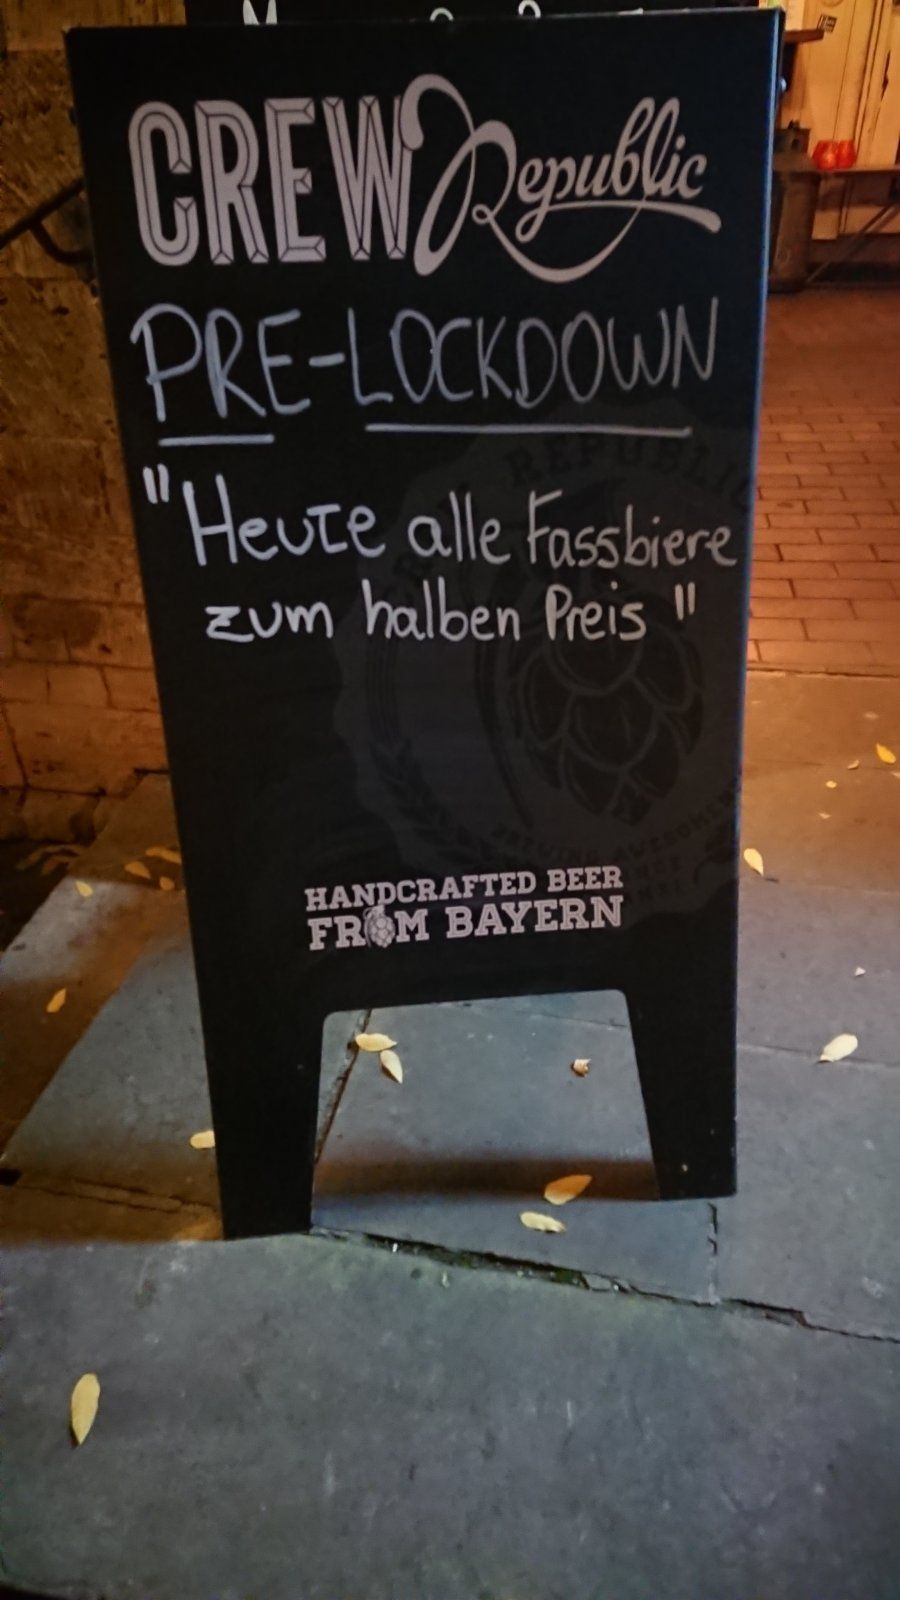 CREW Republic
PRE-LOCKDOWN
"Heute alle Fassbiere
zum halben Preis"
HANDCRAFTED BEER
FROM BAYERN